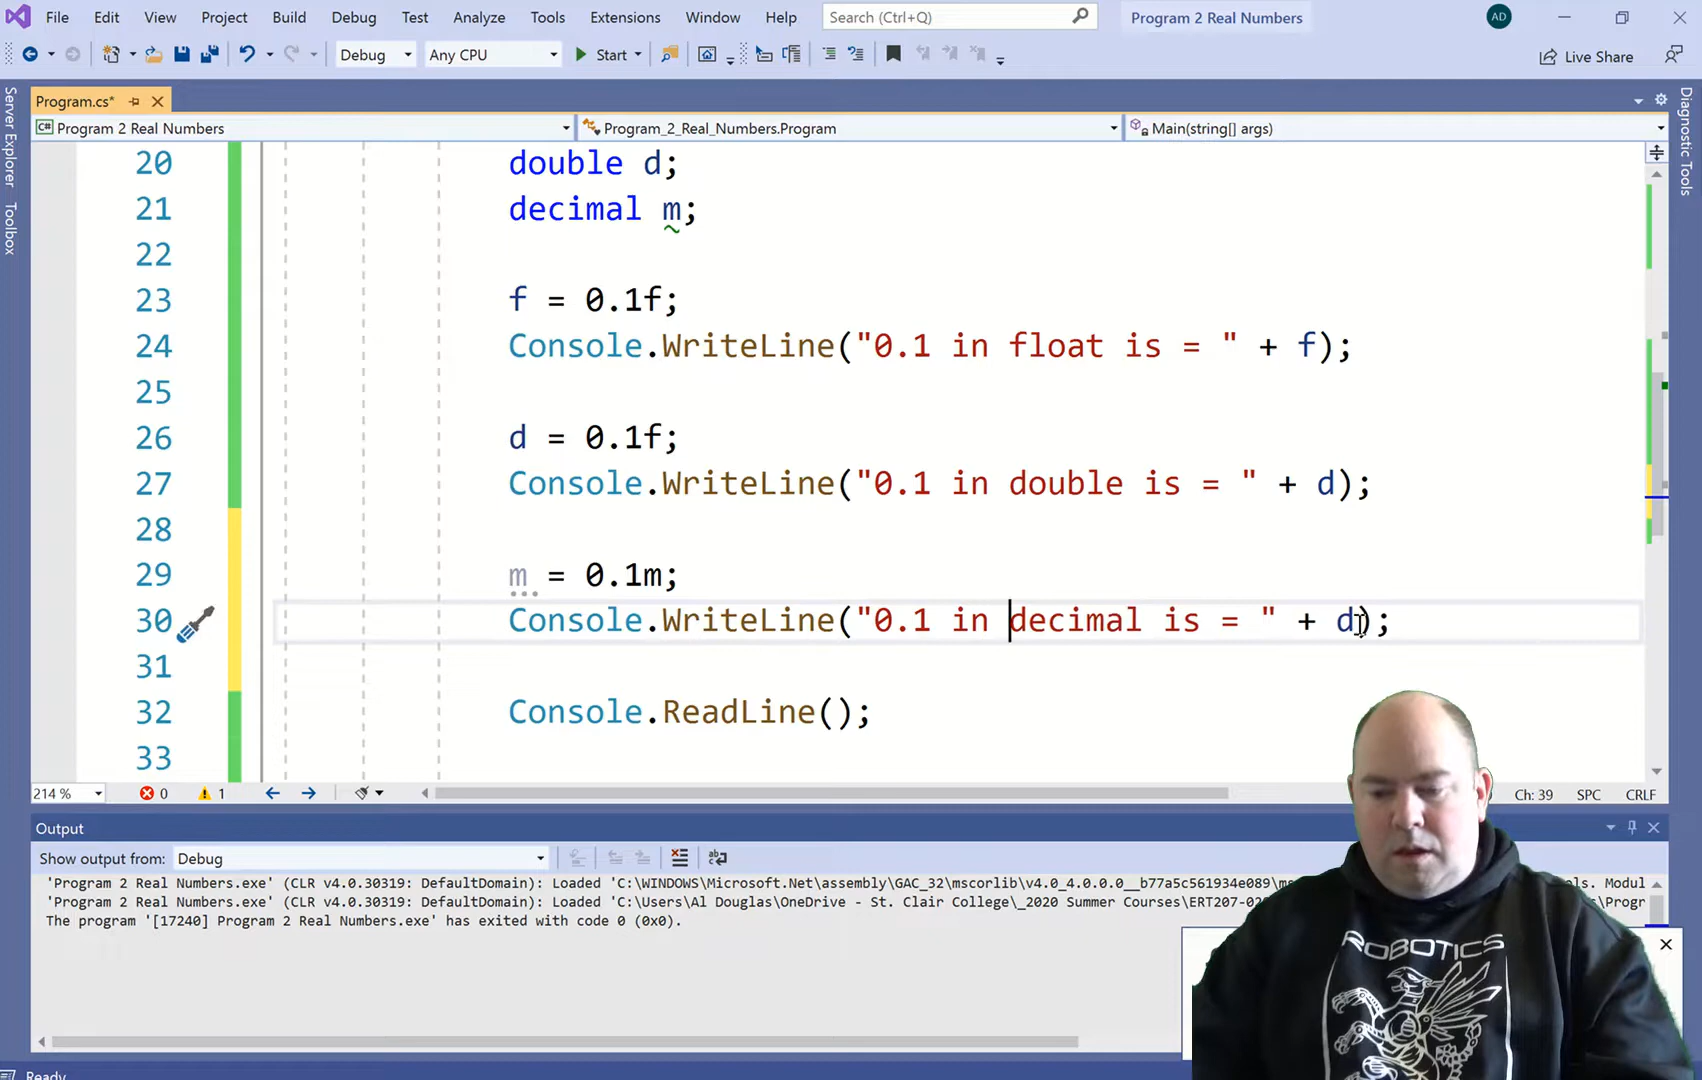 File Edit View Project Build Debug Test Analyze Tools Extensions Window Help Search (Ctrl+Q) Program 2 Real Numbers AD
Debug Any CPU Start Live Share
Server Explorer
Toolbox
Diagnostic Tools
Program.cs*
C# Program 2 Real Numbers Program_2_Real_Numbers.Program Main(string[] args)
20 double d;
21 decimal m;
22
23 f = 0.1f;
24 Console.WriteLine("0.1 in float is = " + f);
25
26 d = 0.1f;
27 Console.WriteLine("0.1 in double is = " + d);
28
29 m = 0.1m;
30 Console.WriteLine("0.1 in decimal is = " + d);
31
32 Console.ReadLine();
33
214 % 0 1 Ch: 39 SPC CRLF
Output
Show output from: Debug
'Program 2 Real Numbers.exe' (CLR v4.0.30319: DefaultDomain): Loaded 'C:\WINDOWS\Microsoft.Net\assembly\GAC_32\mscorlib\v4.0_4.0.0.0__b77a5c561934e089\ms ls. Modul
'Program 2 Real Numbers.exe' (CLR v4.0.30319: DefaultDomain): Loaded 'C:\Users\Al Douglas\OneDrive - St. Clair College\_2020 Summer Courses\ERT207-02 \Progr
The program '[17240] Program 2 Real Numbers.exe' has exited with code 0 (0x0).
ROBOTICS
Ready